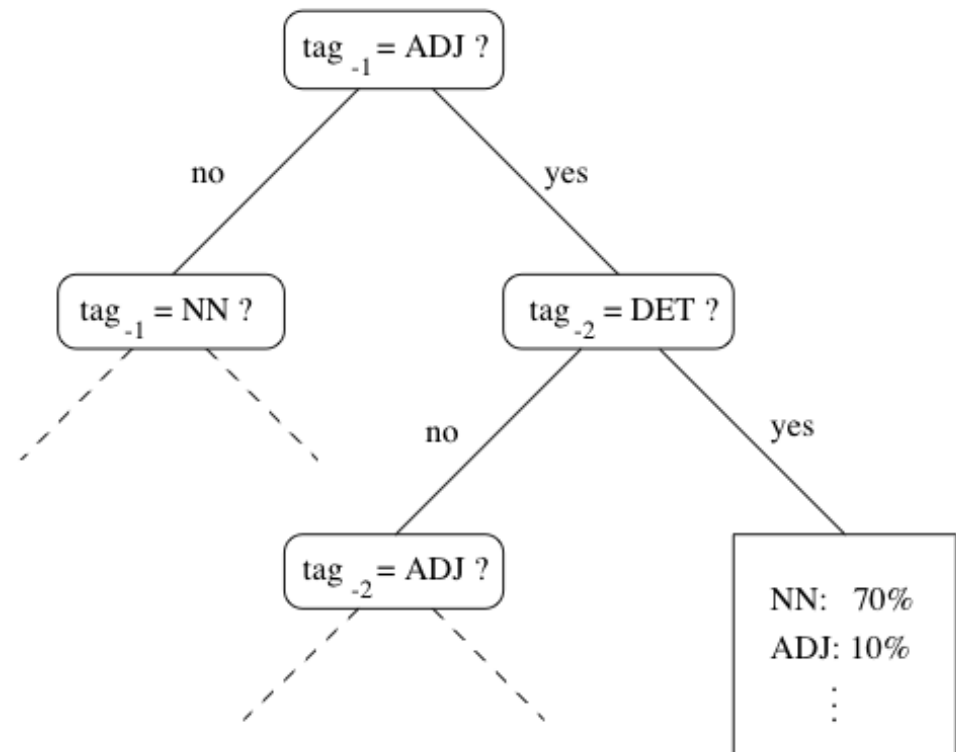 tag -1 = ADJ ?
no
yes
tag -1 = NN ?
tag -2 = DET ?
no
yes
tag -2 = ADJ ?
NN: 70%
ADJ: 10%
⋮